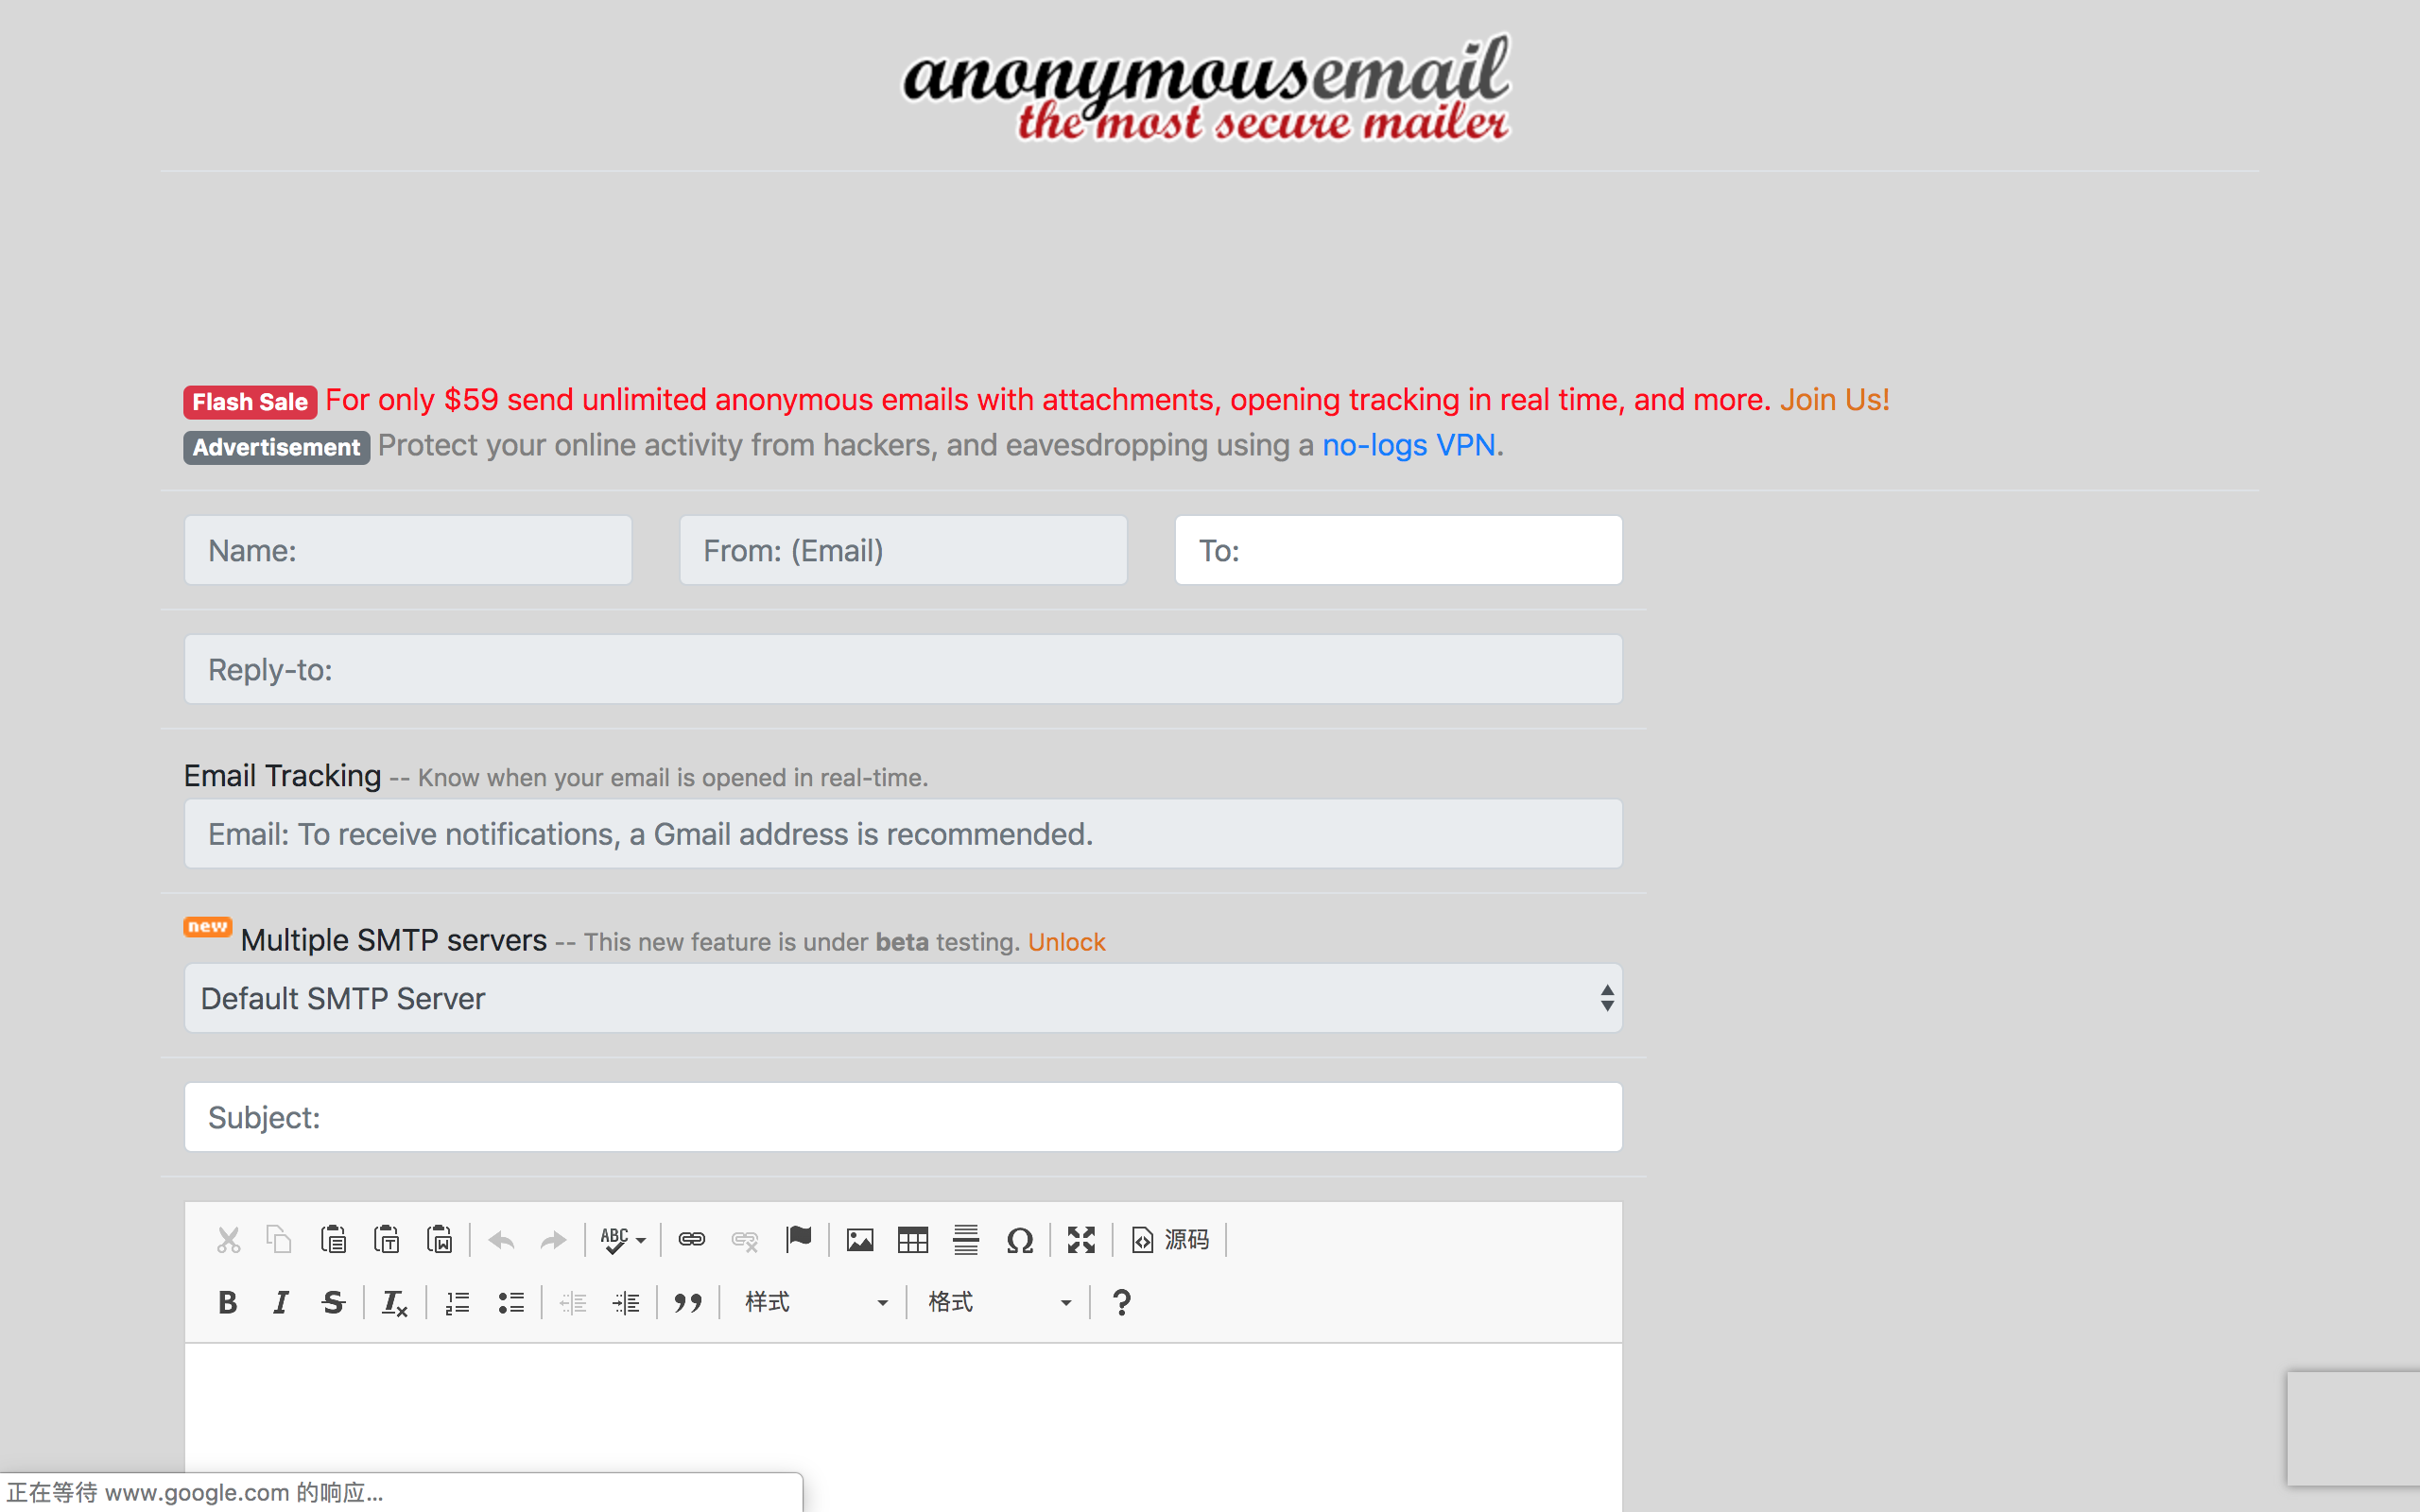 anonymousemail
the most secure mailer
Flash Sale For only $59 send unlimited anonymous emails with attachments, opening tracking in real time, and more. Join Us!
Advertisement Protect your online activity from hackers, and eavesdropping using a no-logs VPN.
Name: From: (Email) To:
Reply-to:
Email Tracking -- Know when your email is opened in real-time.
Email: To receive notifications, a Gmail address is recommended.
new Multiple SMTP servers -- This new feature is under beta testing. Unlock
Default SMTP Server
Subject:
ABC 源码
B I S Tx 样式 格式 ?
正在等待 www.google.com 的响应...